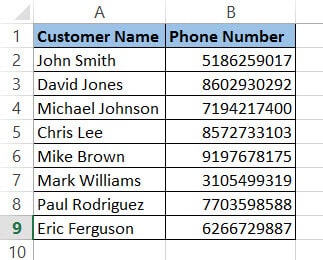 A B
1 Customer Name Phone Number
2 John Smith 5186259017
3 David Jones 8602930292
4 Michael Johnson 7194217400
5 Chris Lee 8572733103
6 Mike Brown 9197678175
7 Mark Williams 3105499319
8 Paul Rodriguez 7703598588
9 Eric Ferguson 6266729887
10